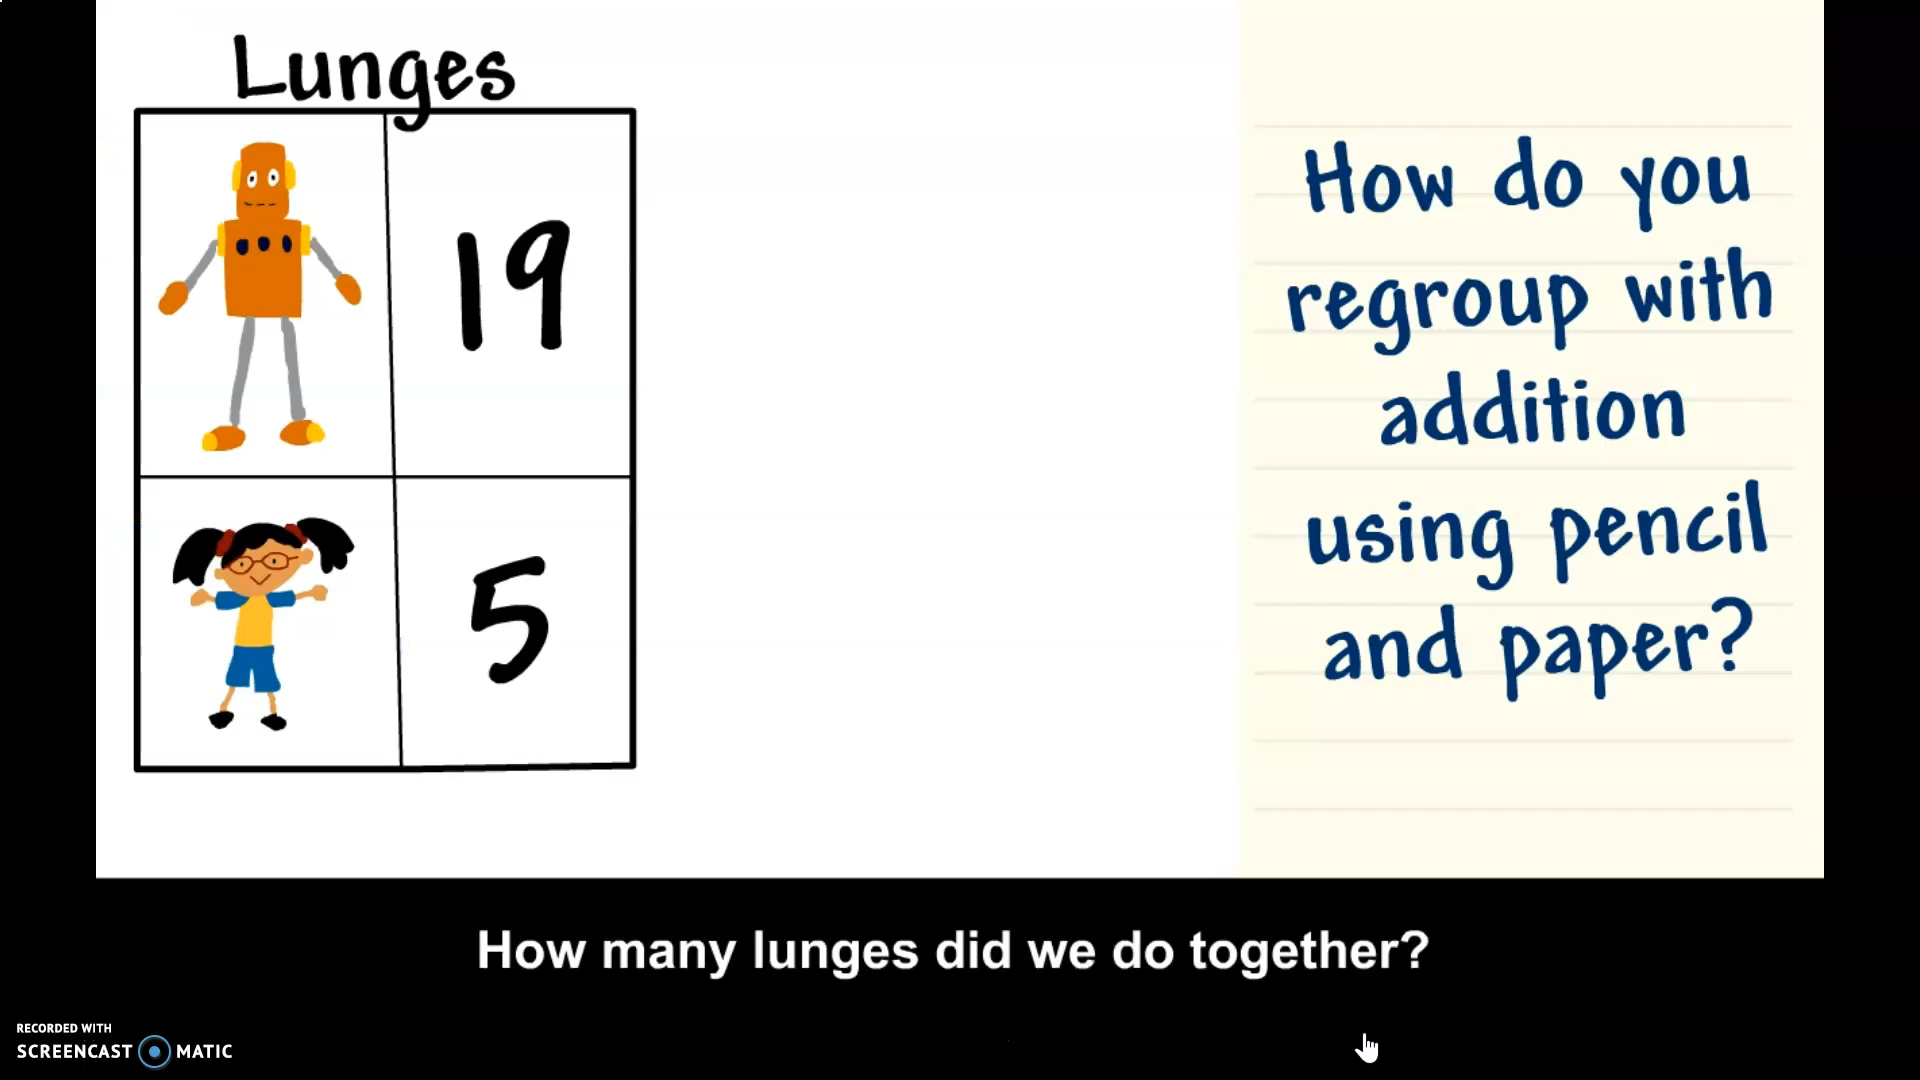 Lunges
19
5
How do you
regroup with
addition
using pencil
and paper?
How many lunges did we do together?
RECORDED WITH
SCREENCAST MATIC